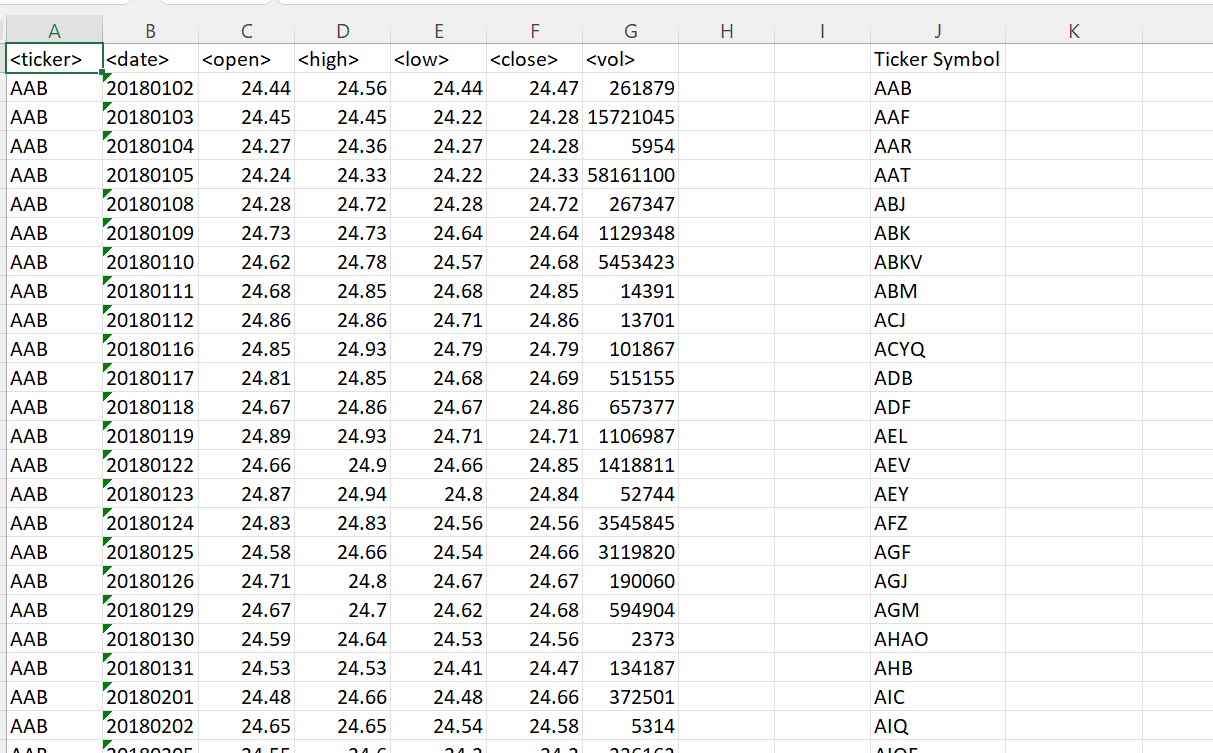 A B C D E F G H I J K
<ticker> <date> <open> <high> <low> <close> <vol> Ticker Symbol
AAB 20180102 24.44 24.56 24.44 24.47 261879 AAB
AAB 20180103 24.45 24.45 24.22 24.28 15721045 AAF
AAB 20180104 24.27 24.36 24.27 24.28 5954 AAR
AAB 20180105 24.24 24.33 24.22 24.33 58161100 AAT
AAB 20180108 24.28 24.72 24.28 24.72 267347 ABJ
AAB 20180109 24.73 24.73 24.64 24.64 1129348 ABK
AAB 20180110 24.62 24.78 24.57 24.68 5453423 ABKV
AAB 20180111 24.68 24.85 24.68 24.85 14391 ABM
AAB 20180112 24.86 24.86 24.71 24.86 13701 ACJ
AAB 20180116 24.85 24.93 24.79 24.79 101867 ACYQ
AAB 20180117 24.81 24.85 24.68 24.69 515155 ADB
AAB 20180118 24.67 24.86 24.67 24.86 657377 ADF
AAB 20180119 24.89 24.93 24.71 24.71 1106987 AEL
AAB 20180122 24.66 24.9 24.66 24.85 1418811 AEV
AAB 20180123 24.87 24.94 24.8 24.84 52744 AEY
AAB 20180124 24.83 24.83 24.56 24.56 3545845 AFZ
AAB 20180125 24.58 24.66 24.54 24.66 3119820 AGF
AAB 20180126 24.71 24.8 24.67 24.67 190060 AGJ
AAB 20180129 24.67 24.7 24.62 24.68 594904 AGM
AAB 20180130 24.59 24.64 24.53 24.56 2373 AHAO
AAB 20180131 24.53 24.53 24.41 24.47 134187 AHB
AAB 20180201 24.48 24.66 24.48 24.66 372501 AIC
AAB 20180202 24.65 24.65 24.54 24.58 5314 AIQ
AAB 20180205